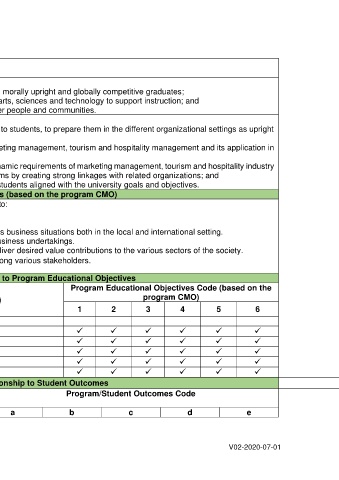 morally upright and globally competitive graduates;
arts, sciences and technology to support instruction; and
er people and communities.
to students, to prepare them in the different organizational settings as upright
eting management, tourism and hospitality management and its application in
namic requirements of marketing management, tourism and hospitality industry
ms by creating strong linkages with related organizations; and
students aligned with the university goals and objectives.
s (based on the program CMO)
to:
s business situations both in the local and international setting.
usiness undertakings.
liver desired value contributions to the various sectors of the society.
ong various stakeholders.
to Program Educational Objectives
) Program Educational Objectives Code (based on the
program CMO)
1 2 3 4 5 6
✓ ✓ ✓ ✓ ✓ ✓
✓ ✓ ✓ ✓ ✓ ✓
✓ ✓ ✓ ✓ ✓ ✓
✓ ✓ ✓ ✓ ✓ ✓
✓ ✓ ✓ ✓ ✓ ✓
onship to Student Outcomes
Program/Student Outcomes Code
a b c d e
V02-2020-07-01